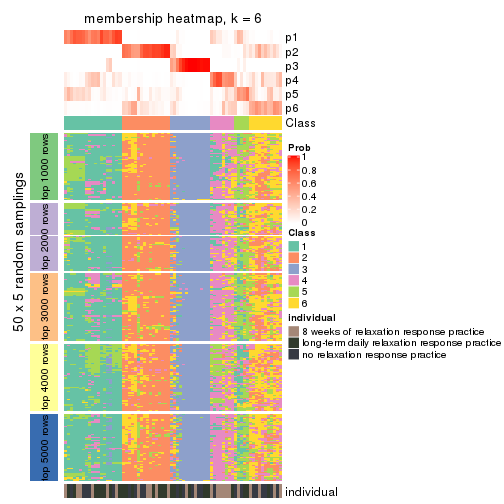 membership heatmap, k = 6
p1
p2
p3
p4
p5
p6
Class
50 x 5 random samplings
top 1000 rows
top 2000 rows
top 3000 rows
top 4000 rows
top 5000 rows
individual
Prob
1
0.8
0.6
0.4
0.2
0
Class
1
2
3
4
5
6
individual
8 weeks of relaxation response practice
long-term daily relaxation response practice
no relaxation response practice